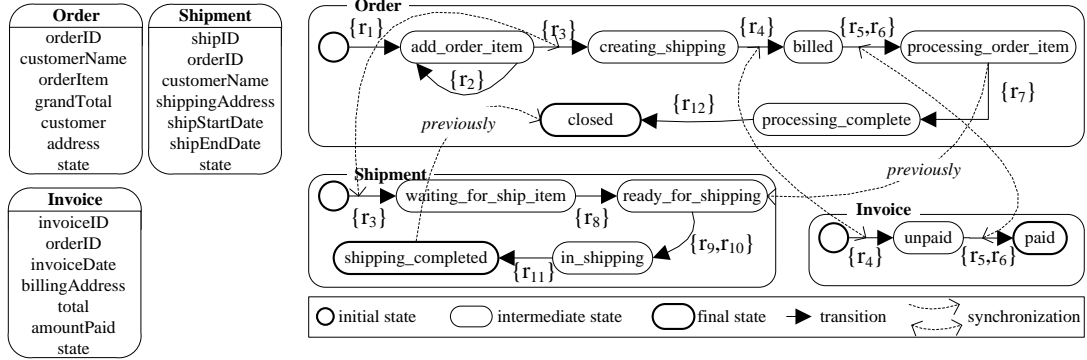 Order
orderID
customerName
orderItem
grandTotal
customer
address
state
Shipment
shipID
orderID
customerName
shippingAddress
shipStartDate
shipEndDate
state
Invoice
invoiceID
orderID
invoiceDate
billingAddress
total
amountPaid
state
Order
{r1} add_order_item {r3} creating_shipping {r4} billed {r5,r6} processing_order_item
{r2}
{r7}
previously closed {r12} processing_complete
previously
Shipment
{r3} waiting_for_ship_item {r8} ready_for_shipping
{r9,r10}
shipping_completed {r11} in_shipping
Invoice
{r4} unpaid {r5,r6} paid
initial state intermediate state final state transition synchronization